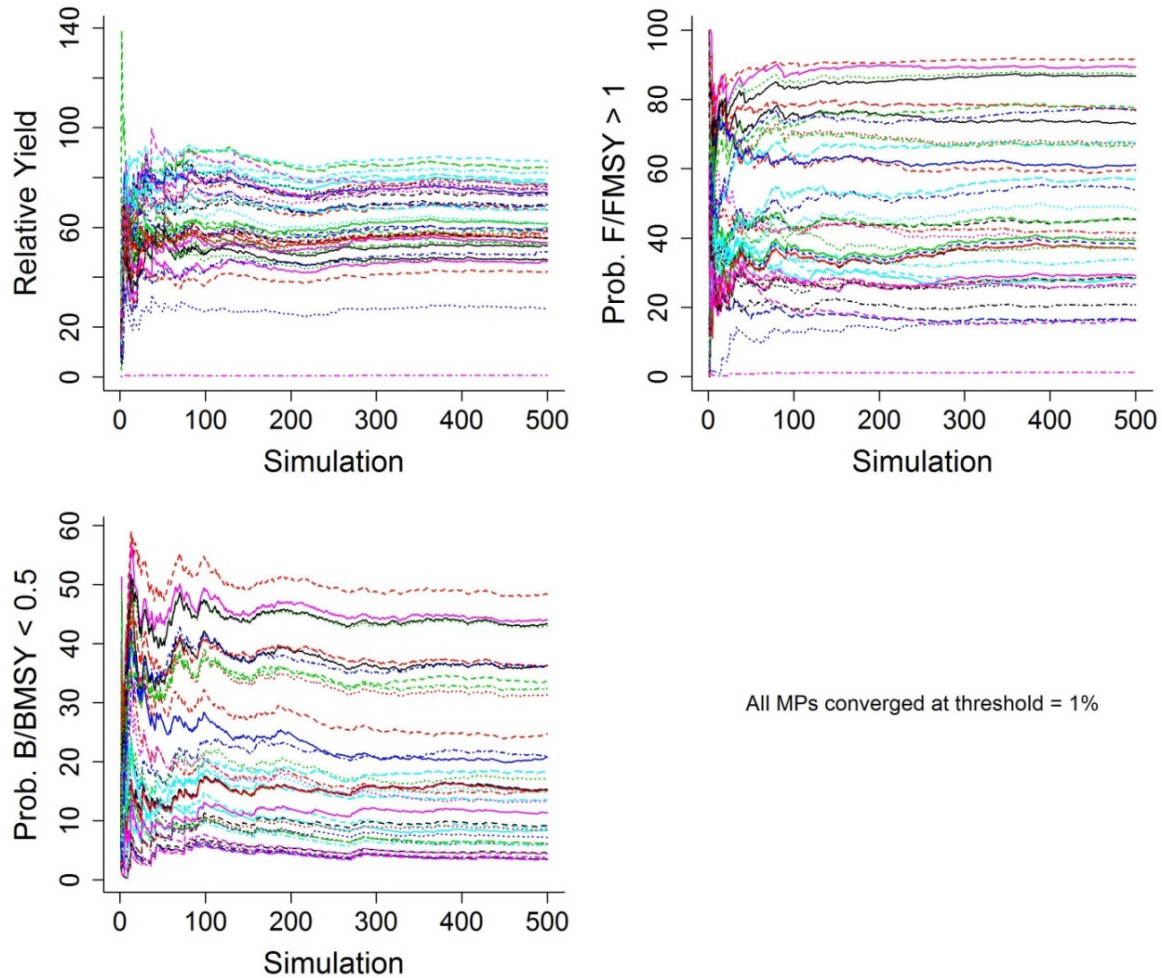 Relative Yield
0 20 40 60 80 100 140
0 100 200 300 400 500
Simulation
Prob. F/FMSY > 1
0 20 40 60 80 100
0 100 200 300 400 500
Simulation
Prob. B/BMSY < 0.5
0 10 20 30 40 50 60
0 100 200 300 400 500
Simulation
All MPs converged at threshold = 1%